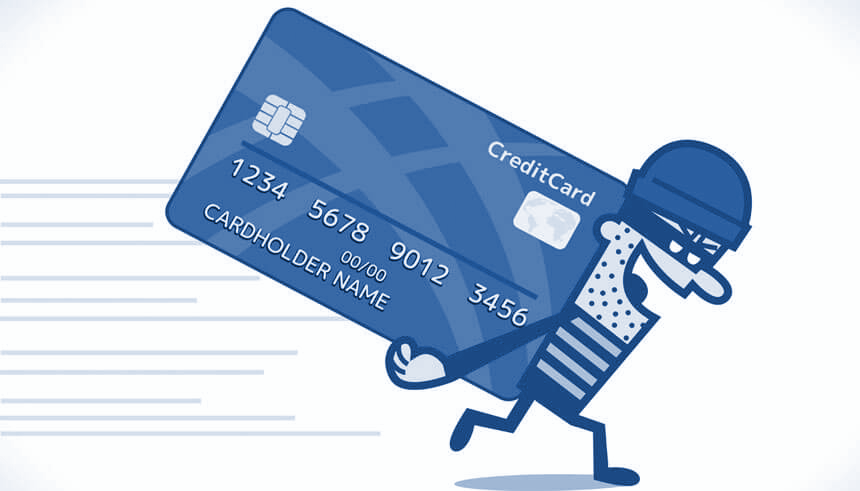 CreditCard
1234 5678 9012 3456
00/00
CARDHOLDER NAME